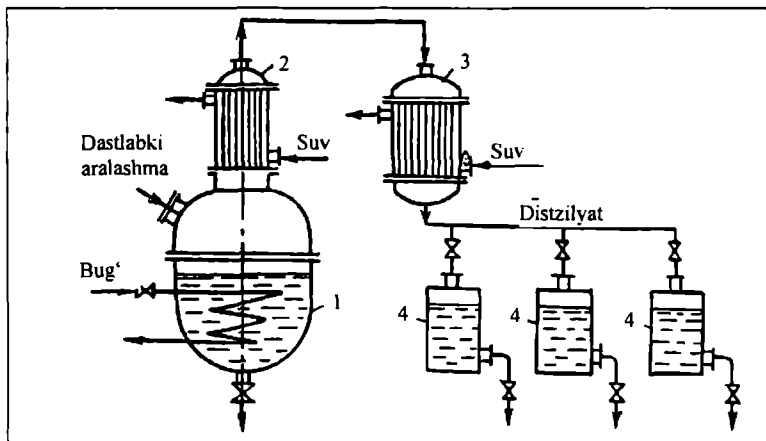 2
3
Dastlabki
aralashma
Suv
Suv
Distzilyat
Bug‘
1
4
4
4